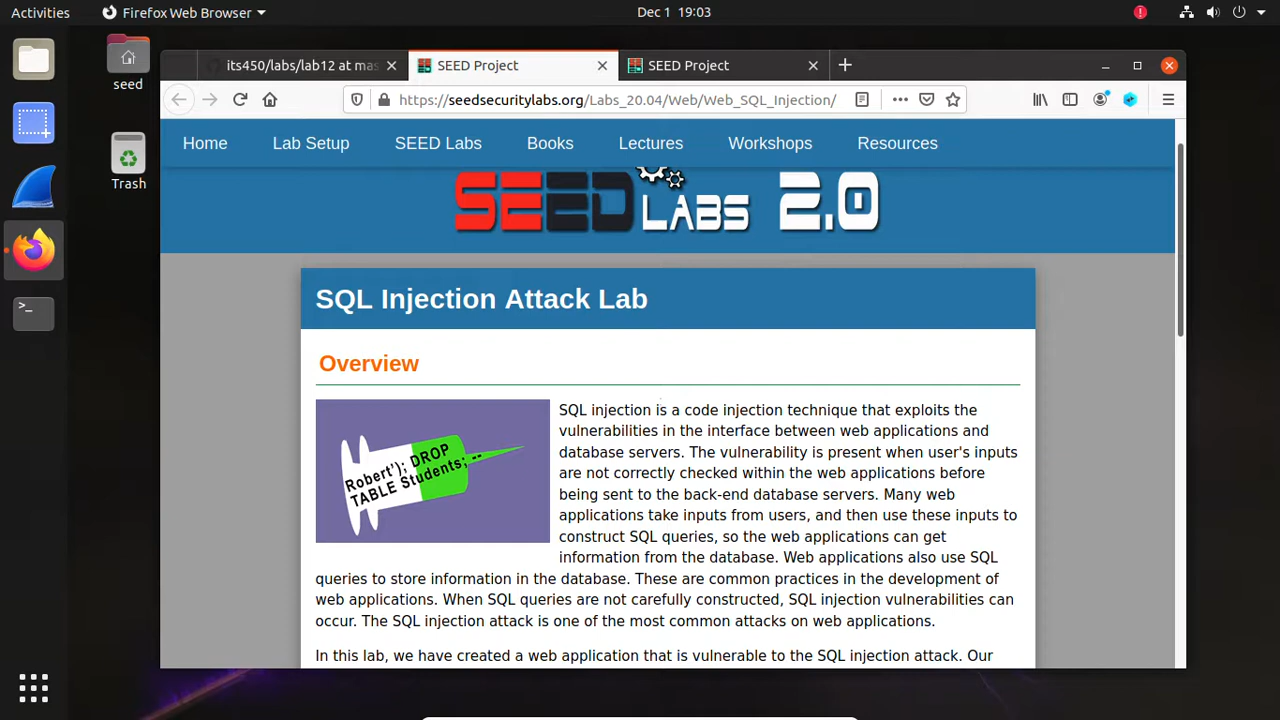 Activities
Firefox Web Browser
Dec 1 19:03
seed
Trash
its450/labs/lab12 at mas
SEED Project
SEED Project
https://seedsecuritylabs.org/Labs_20.04/Web/Web_SQL_Injection/
Home
Lab Setup
SEED Labs
Books
Lectures
Workshops
Resources
SEED LABS 2.0
SQL Injection Attack Lab
Overview
Robert'); DROP
TABLE Students; --
SQL injection is a code injection technique that exploits the
vulnerabilities in the interface between web applications and
database servers. The vulnerability is present when user's inputs
are not correctly checked within the web applications before
being sent to the back-end database servers. Many web
applications take inputs from users, and then use these inputs to
construct SQL queries, so the web applications can get
information from the database. Web applications also use SQL
queries to store information in the database. These are common practices in the development of
web applications. When SQL queries are not carefully constructed, SQL injection vulnerabilities can
occur. The SQL injection attack is one of the most common attacks on web applications.
In this lab, we have created a web application that is vulnerable to the SQL injection attack. Our